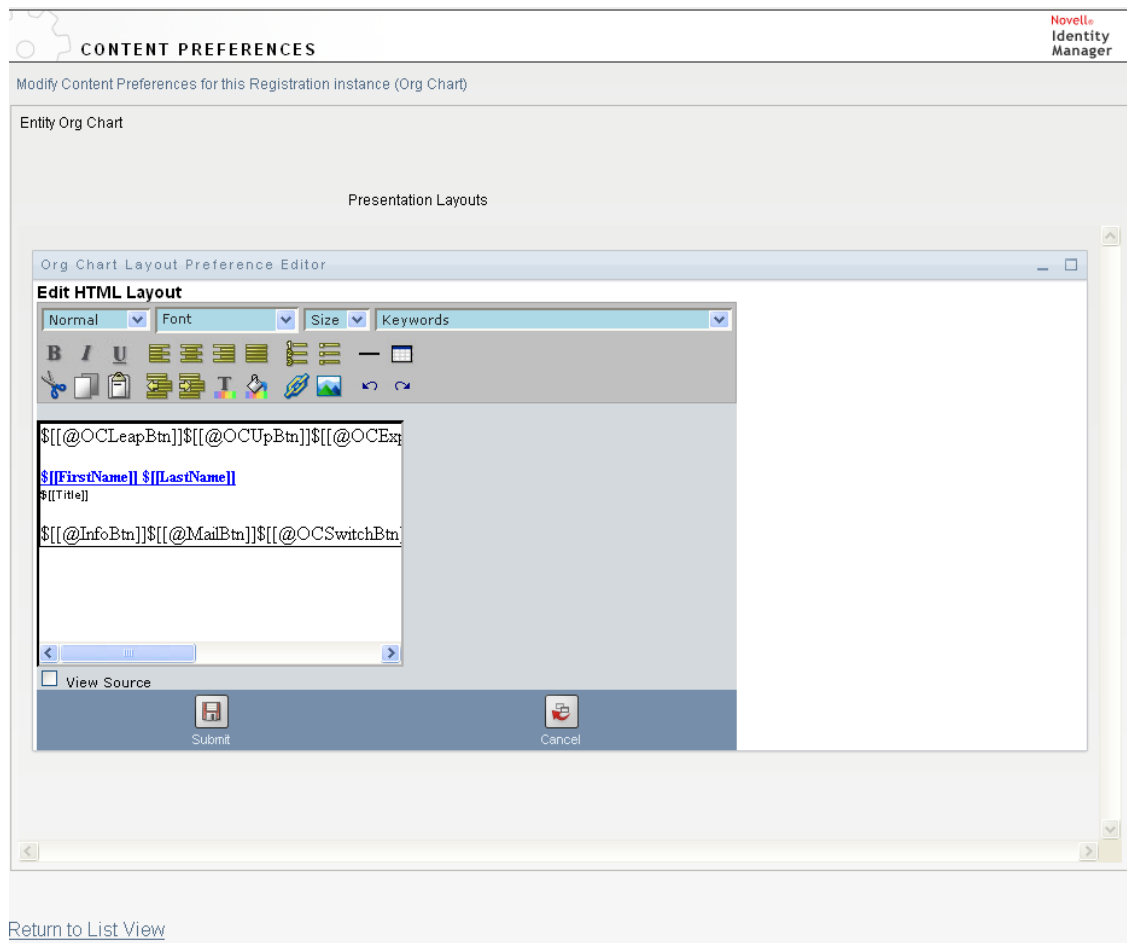 Novell®
Identity
Manager
CONTENT PREFERENCES
Modify Content Preferences for this Registration instance (Org Chart)
Entity Org Chart
Presentation Layouts
Org Chart Layout Preference Editor
Edit HTML Layout
Normal Font Size Keywords
B I U
T
$[[@OCLeapBtn]]$[[@OCUpBtn]]$[[@OCExp
$[[FirstName]] $[[LastName]]
$[[Title]]
$[[@InfoBtn]]$[[@MailBtn]]$[[@OCSwitchBtn]
View Source
Submit Cancel
Return to List View